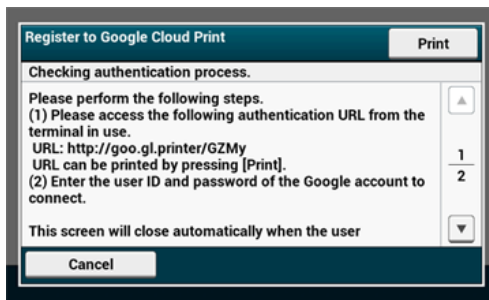 Register to Google Cloud Print
Print
Checking authentication process.
Please perform the following steps.
(1) Please access the following authentication URL from the
terminal in use.
URL: http://goo.gl.printer/GZMy
URL can be printed by pressing [Print].
(2) Enter the user ID and password of the Google account to
connect.
This screen will close automatically when the user
1
2
Cancel